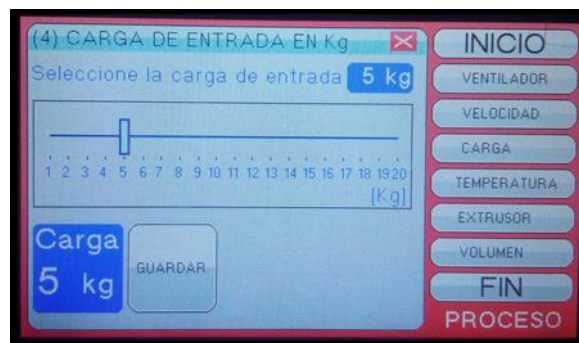 (4) CARGA DE ENTRADA EN Kg
Seleccione la carga de entrada 5 kg
1 2 3 4 5 6 7 8 9 10 11 12 13 14 15 16 17 18 19 20
[Kg]
Carga
5 kg
GUARDAR
INICIO
VENTILADOR
VELOCIDAD
CARGA
TEMPERATURA
EXTRUSOR
VOLUMEN
FIN
PROCESO